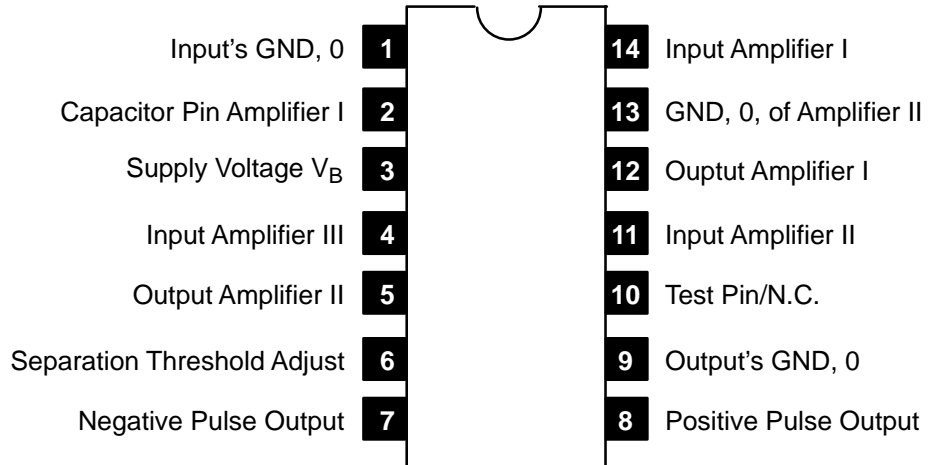 Input's GND, 0 1
14 Input Amplifier I
Capacitor Pin Amplifier I 2
13 GND, 0, of Amplifier II
Supply Voltage VB 3
12 Ouptut Amplifier I
Input Amplifier III 4
11 Input Amplifier II
Output Amplifier II 5
10 Test Pin/N.C.
Separation Threshold Adjust 6
9 Output's GND, 0
Negative Pulse Output 7
8 Positive Pulse Output